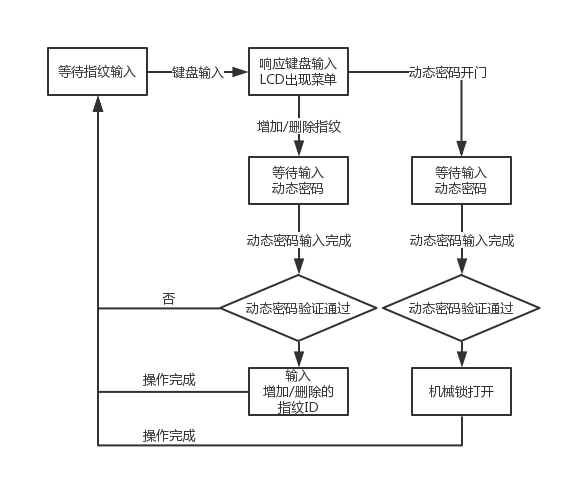 等待指纹输入
键盘输入
响应键盘输入
LCD出现菜单
动态密码开门
增加/删除指纹
等待输入
动态密码
等待输入
动态密码
动态密码输入完成
动态密码输入完成
否
动态密码验证通过
动态密码验证通过
操作完成
输入
增加/删除的
指纹ID
机械锁打开
操作完成